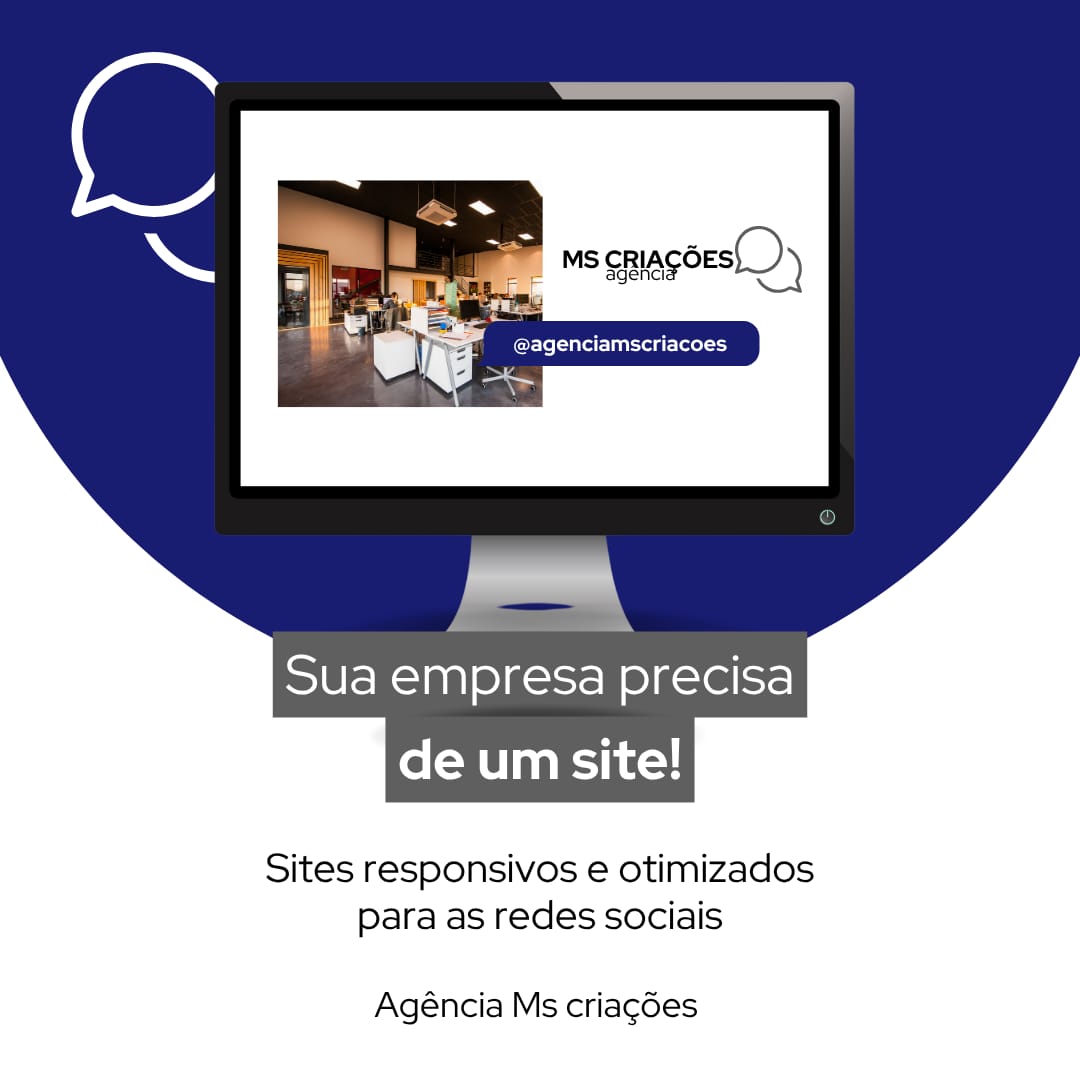 MS CRIAÇÕES
agencia
@agenciamscriacoes
Sua empresa precisa
de um site!
Sites responsivos e otimizados
para as redes sociais
Agência Ms criações